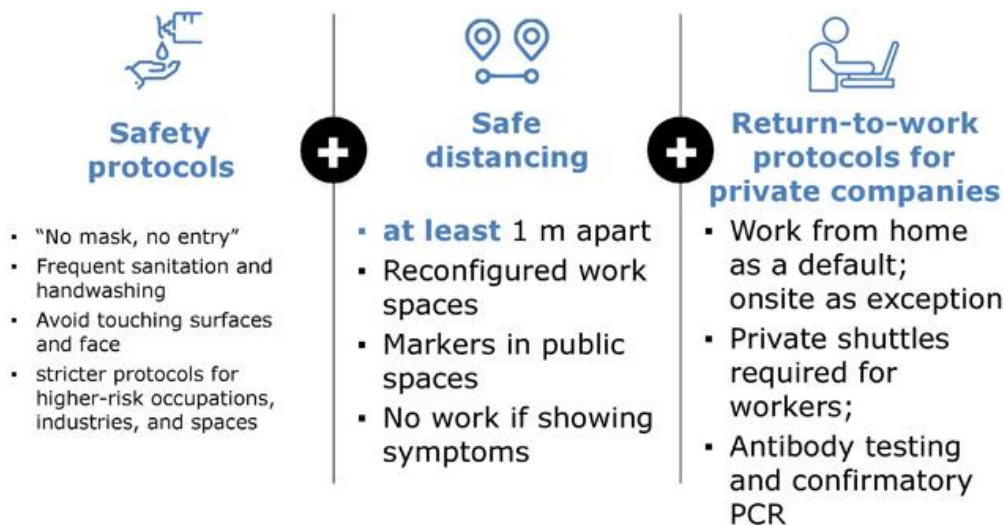 Safety
protocols
“No mask, no entry”
Frequent sanitation and
handwashing
Avoid touching surfaces
and face
stricter protocols for
higher-risk occupations,
industries, and spaces
Safe
distancing
at least 1 m apart
Reconfigured work
spaces
Markers in public
spaces
No work if showing
symptoms
Return-to-work
protocols for
private companies
Work from home
as a default;
onsite as exception
Private shuttles
required for
workers;
Antibody testing
and confirmatory
PCR